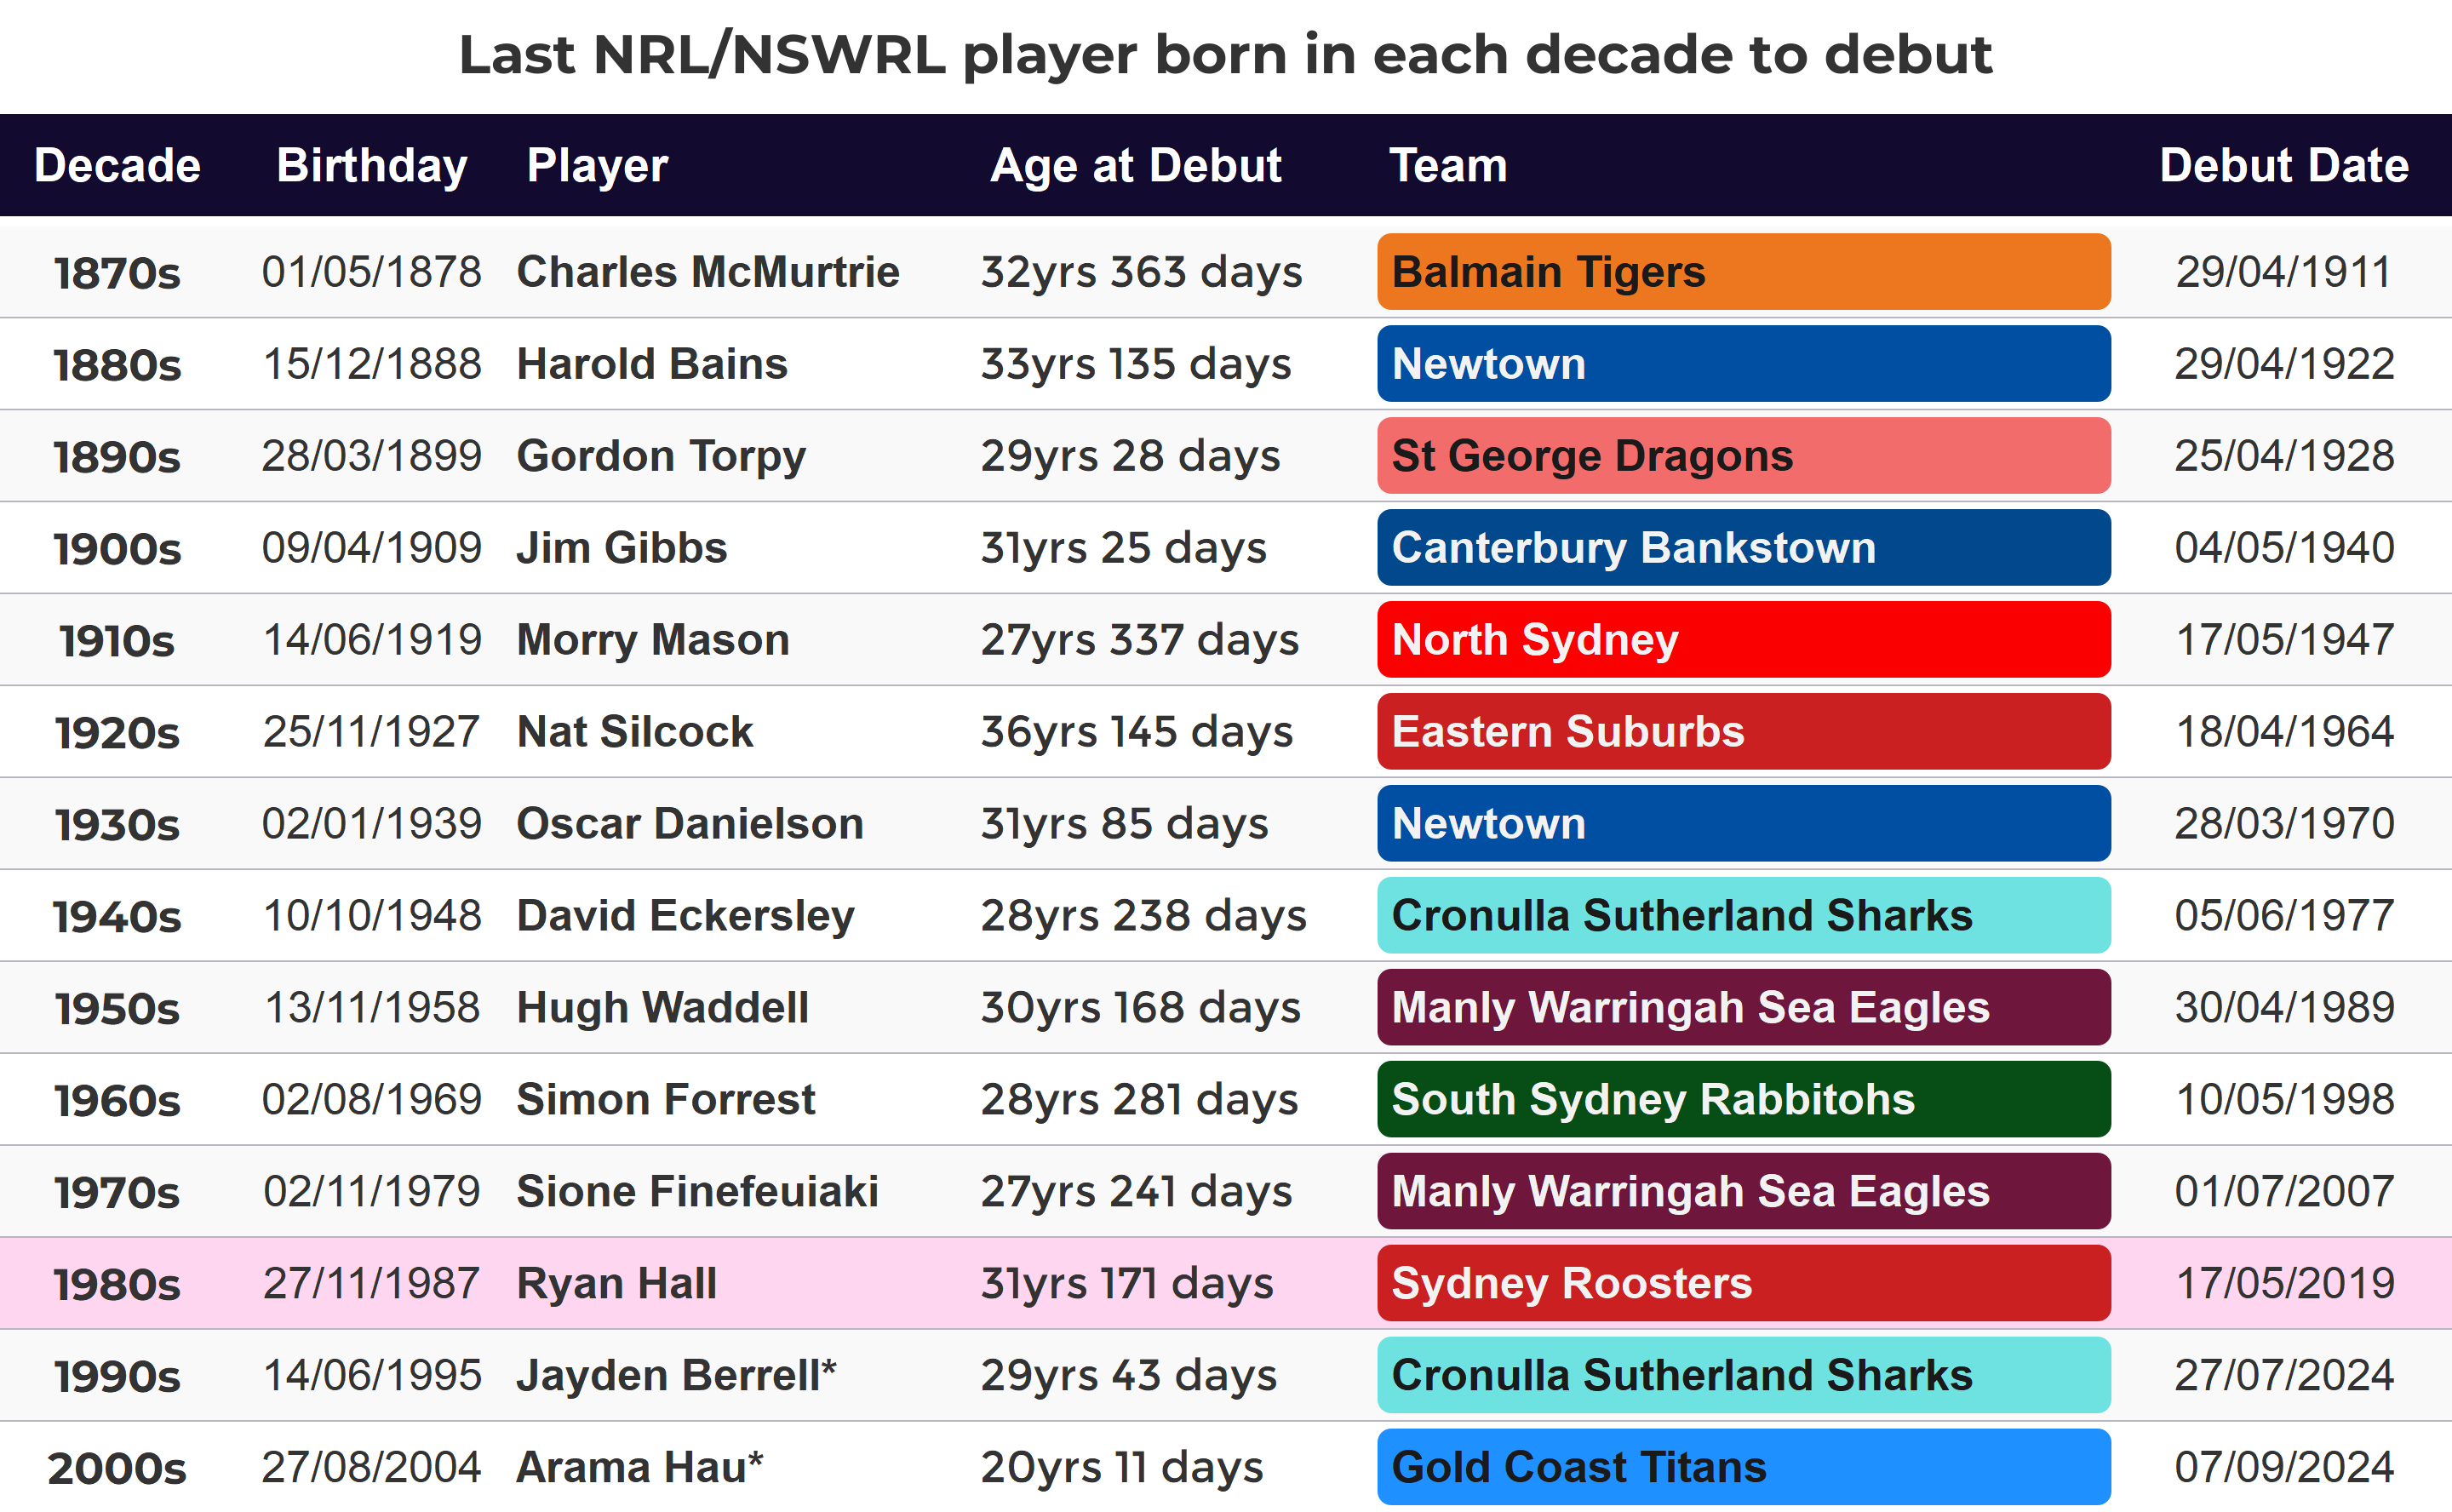 Last NRL/NSWRL player born in each decade to debut
Decade Birthday Player Age at Debut Team Debut Date
1870s 01/05/1878 Charles McMurtrie 32yrs 363 days Balmain Tigers 29/04/1911
1880s 15/12/1888 Harold Bains 33yrs 135 days Newtown 29/04/1922
1890s 28/03/1899 Gordon Torpy 29yrs 28 days St George Dragons 25/04/1928
1900s 09/04/1909 Jim Gibbs 31yrs 25 days Canterbury Bankstown 04/05/1940
1910s 14/06/1919 Morry Mason 27yrs 337 days North Sydney 17/05/1947
1920s 25/11/1927 Nat Silcock 36yrs 145 days Eastern Suburbs 18/04/1964
1930s 02/01/1939 Oscar Danielson 31yrs 85 days Newtown 28/03/1970
1940s 10/10/1948 David Eckersley 28yrs 238 days Cronulla Sutherland Sharks 05/06/1977
1950s 13/11/1958 Hugh Waddell 30yrs 168 days Manly Warringah Sea Eagles 30/04/1989
1960s 02/08/1969 Simon Forrest 28yrs 281 days South Sydney Rabbitohs 10/05/1998
1970s 02/11/1979 Sione Finefeuiaki 27yrs 241 days Manly Warringah Sea Eagles 01/07/2007
1980s 27/11/1987 Ryan Hall 31yrs 171 days Sydney Roosters 17/05/2019
1990s 14/06/1995 Jayden Berrell* 29yrs 43 days Cronulla Sutherland Sharks 27/07/2024
2000s 27/08/2004 Arama Hau* 20yrs 11 days Gold Coast Titans 07/09/2024